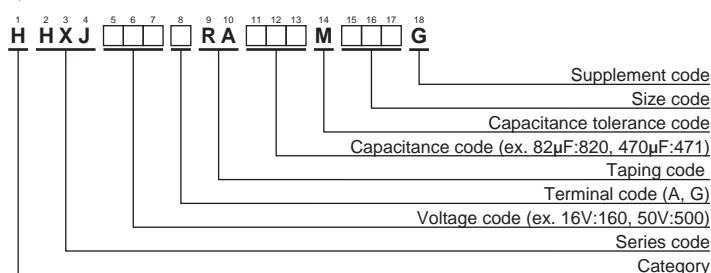 1 2 3 4 5 6 7 8 9 10 11 12 13 14 15 16 17 18
H HXJ □□□ □ RA □□□ M □□□ G
Supplement code
Size code
Capacitance tolerance code
Capacitance code (ex. 82µF:820, 470µF:471)
Taping code
Terminal code (A, G)
Voltage code (ex. 16V:160, 50V:500)
Series code
Category